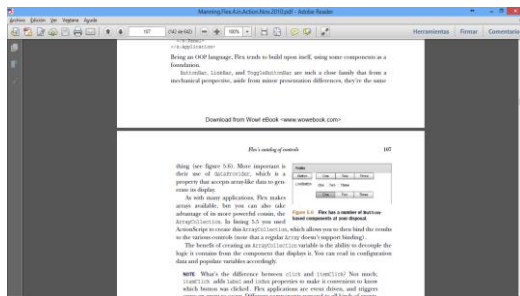 Manning.Flex.4.in.Action.Nov.2010.pdf - Adobe Reader
Archivo Edición Ver Ventana Ayuda
107 (142 de 542) 100% Herramientas Firmar Comentario
</s:Application>
Being an OOP language, Flex tends to build upon itself, using some components as a
foundation.
ButtonBar, LinkBar, and ToggleButtonBar are such a close family that from a
mechanical perspective, aside from minor presentation differences, they're the same
Download from Wow! eBook <www.wowebook.com>
Flex's catalog of controls 107
thing (see figure 5.6). More important is
their use of dataProvider, which is a
property that accepts array-like data to gen-
erate its display.
As with many applications, Flex makes
arrays available, but you can also take
advantage of its more powerful cousin, the
ArrayCollection. In listing 5.5 you used
Figure 5.6 Flex has a number of Button-
based components at your disposal.
ActionScript to create this ArrayCollection, which allows you to then bind the results
to the various controls (note that a regular Array doesn't support binding).
The benefit of creating an ArrayCollection variable is the ability to decouple the
logic it contains from the component that displays it. You can read in configuration
data and populate variables accordingly.
NOTE What's the difference between click and itemClick? Not much;
itemClick adds label and index properties to make it convenient to know
which button was clicked. Flex applications are event driven, and triggers